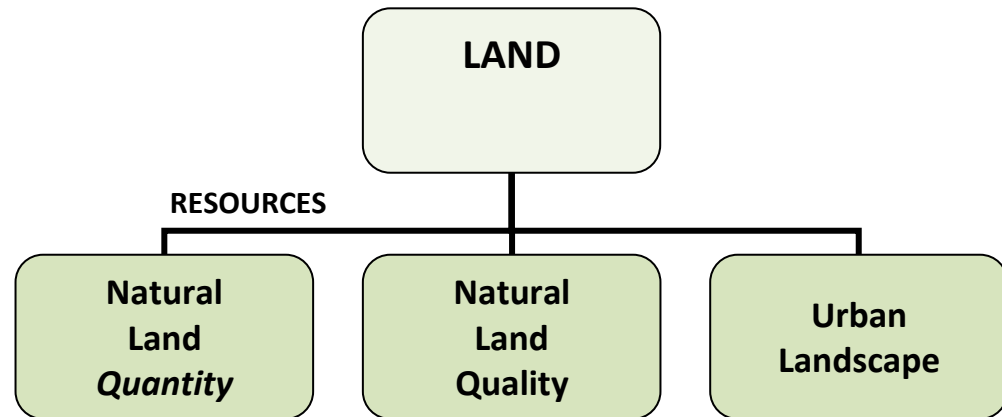 LAND
RESOURCES
Natural
Land
Quantity
Natural
Land
Quality
Urban
Landscape